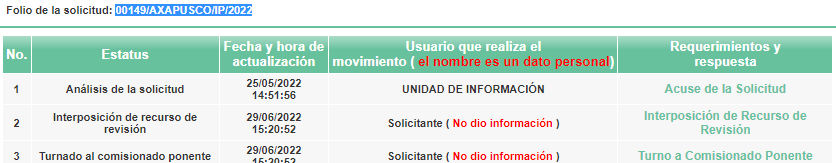 Folio de la solicitud: 00149/AXAPUSCO/IP/2022
No. Estatus Fecha y hora de actualización Usuario que realiza el movimiento ( el nombre es un dato personal) Requerimientos y respuesta
1 Análisis de la solicitud 25/05/2022 14:51:56 UNIDAD DE INFORMACIÓN Acuse de la Solicitud
2 Interposición de recurso de revisión 29/06/2022 15:20:52 Solicitante ( No dio información ) Interposición de Recurso de Revisión
3 Turnado al comisionado ponente 29/06/2022 15:20:52 Solicitante ( No dio información ) Turno a Comisionado Ponente